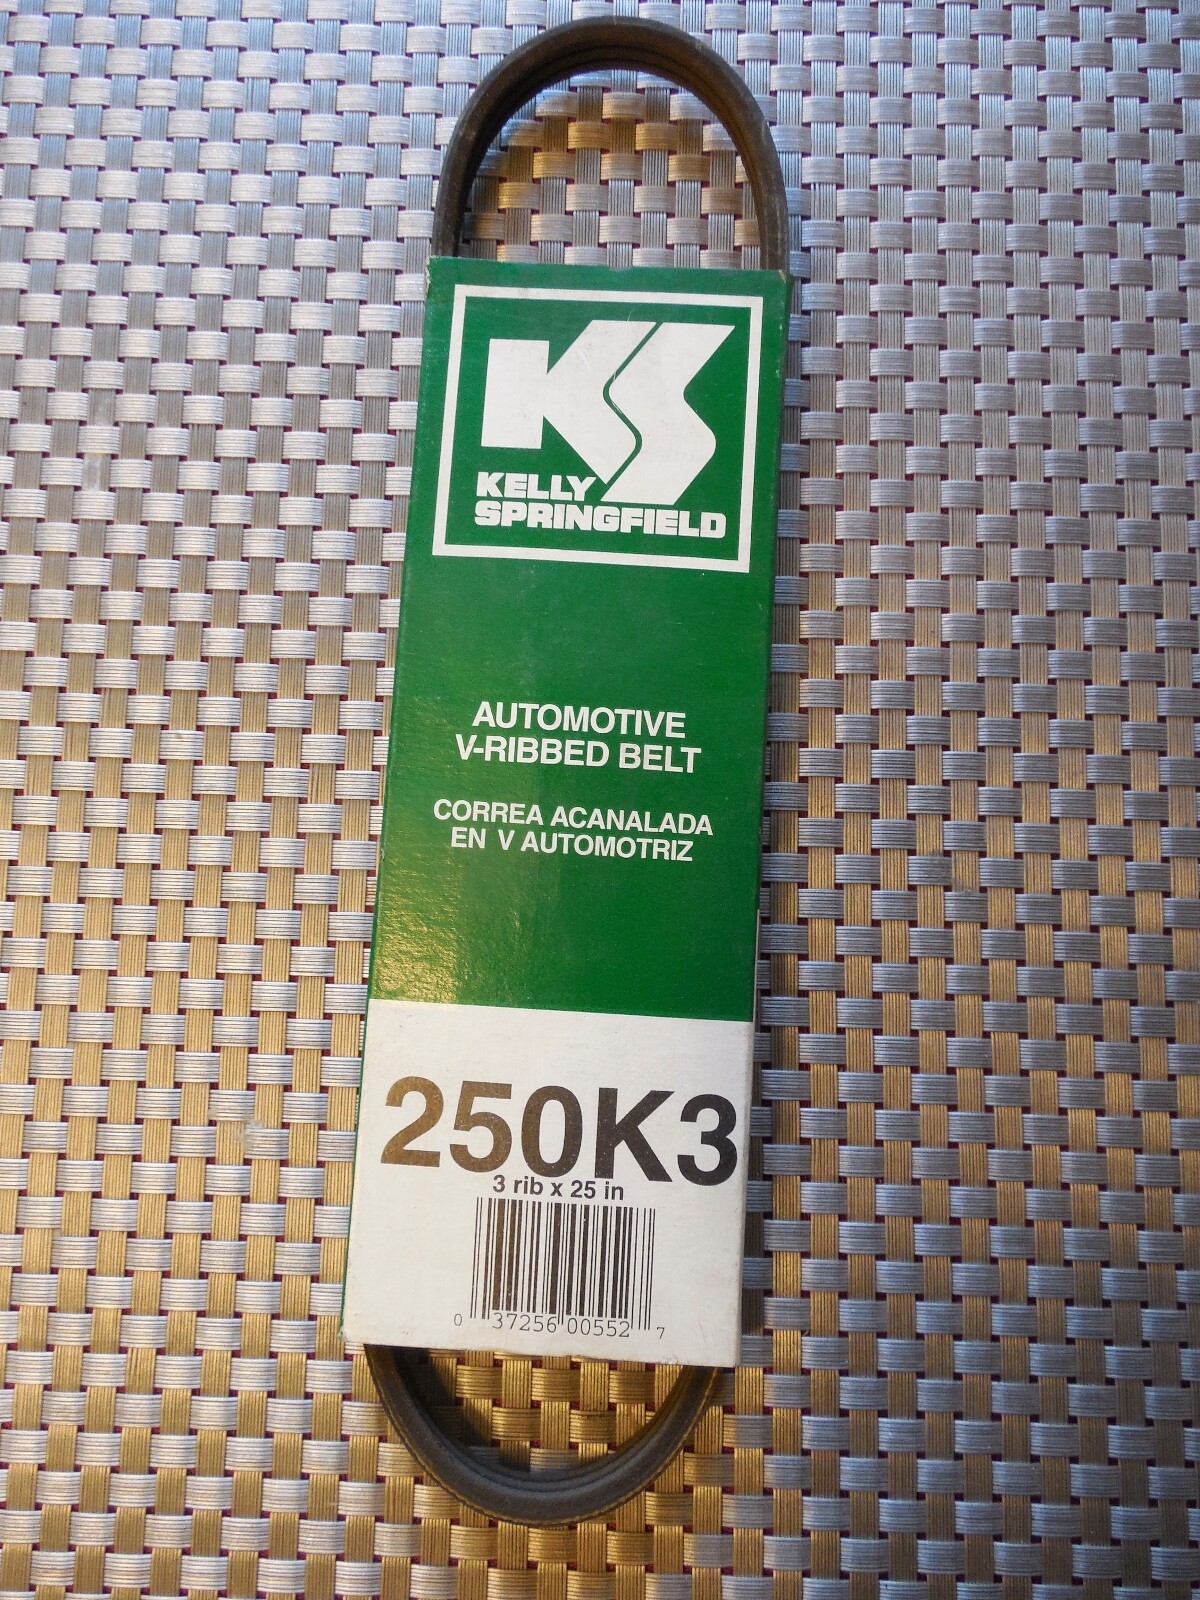 KS
KELLY
SPRINGFIELD
AUTOMOTIVE
V-RIBBED BELT
CORREA ACANALADA
EN V AUTOMOTRIZ
250K3
3 rib x 25 in
0 37256 00552 7